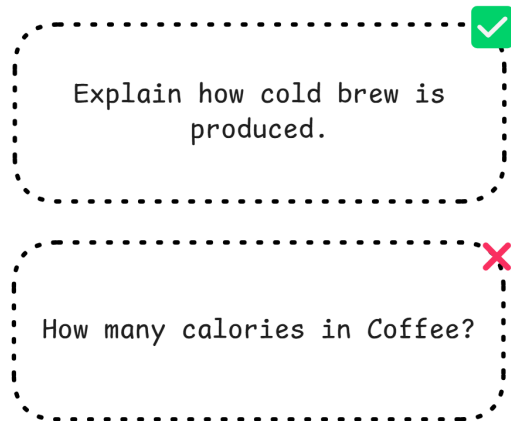 Explain how cold brew is
produced.
How many calories in Coffee?